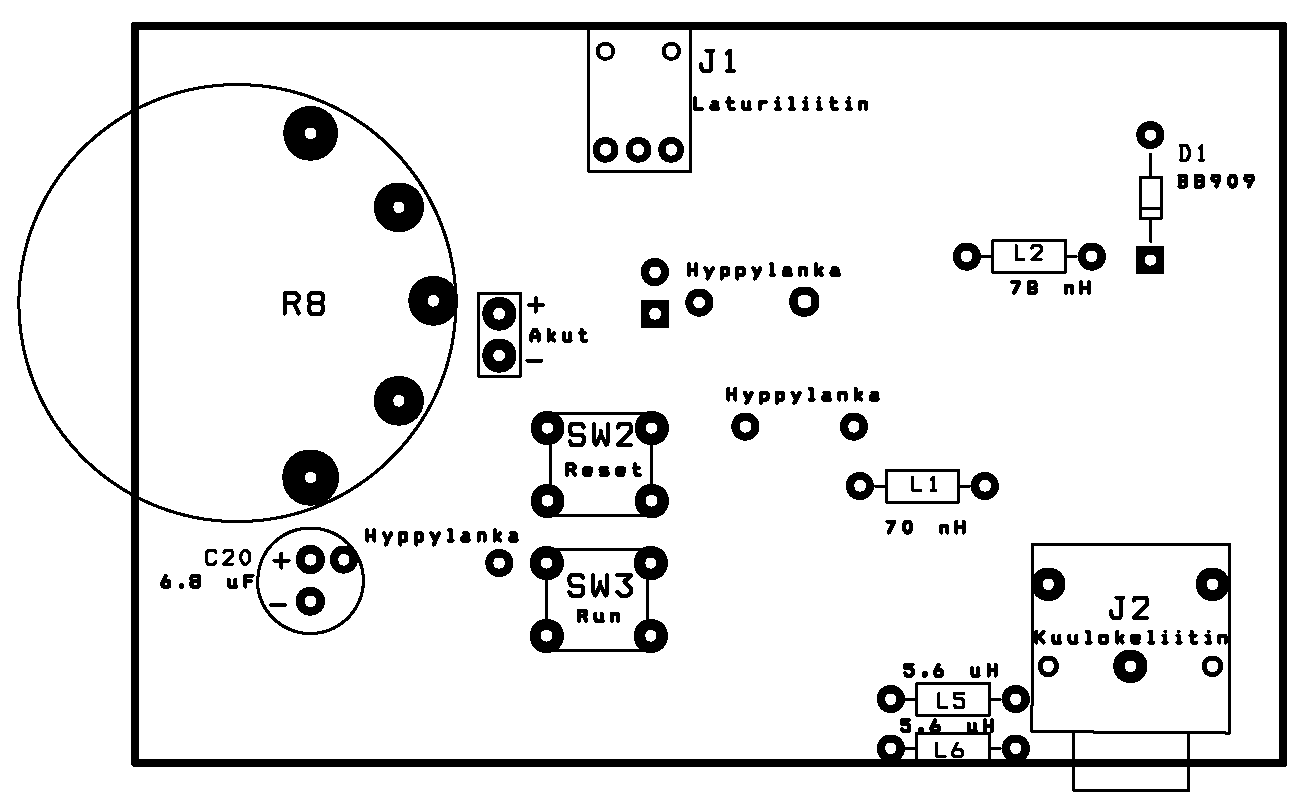 J1
Laturiliitin
D1
BB909
L2
78 nH
Hyppylanka
R8
+
Akut
-
Hyppylanka
SW2
Reset
L1
70 nH
Hyppylanka
C20 +
6.8 uF
-
SW3
Run
J2
Kuulokeliitin
5.6 uH
L5
5.6 uH
L6